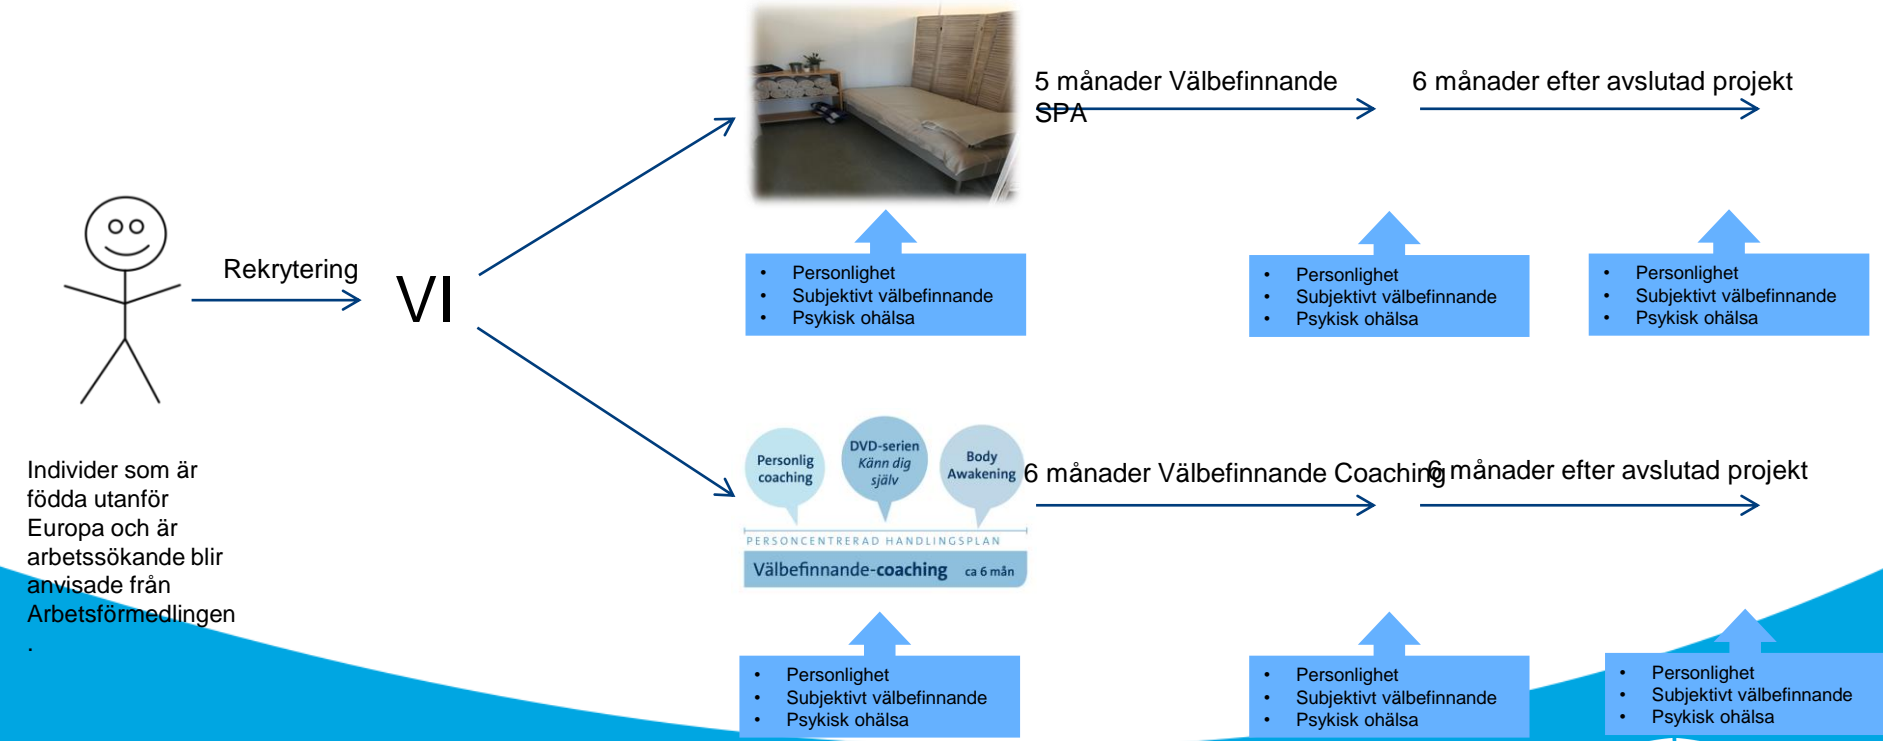 5 månader Välbefinnande
SPA
6 månader efter avslutad projekt
Rekrytering
VI
• Personlighet
• Subjektivt välbefinnande
• Psykisk ohälsa
• Personlighet
• Subjektivt välbefinnande
• Psykisk ohälsa
• Personlighet
• Subjektivt välbefinnande
• Psykisk ohälsa
Individer som är
födda utanför
Europa och är
arbetssökande blir
anvisade från
Arbetsförmedlingen
.
Personlig
coaching
DVD-serien
Känn dig
själv
Body
Awakening
PERSONCENTRERAD HANDLINGSPLAN
Välbefinnande-coaching ca 6 mån
6 månader Välbefinnande Coaching
6 månader efter avslutad projekt
• Personlighet
• Subjektivt välbefinnande
• Psykisk ohälsa
• Personlighet
• Subjektivt välbefinnande
• Psykisk ohälsa
• Personlighet
• Subjektivt välbefinnande
• Psykisk ohälsa